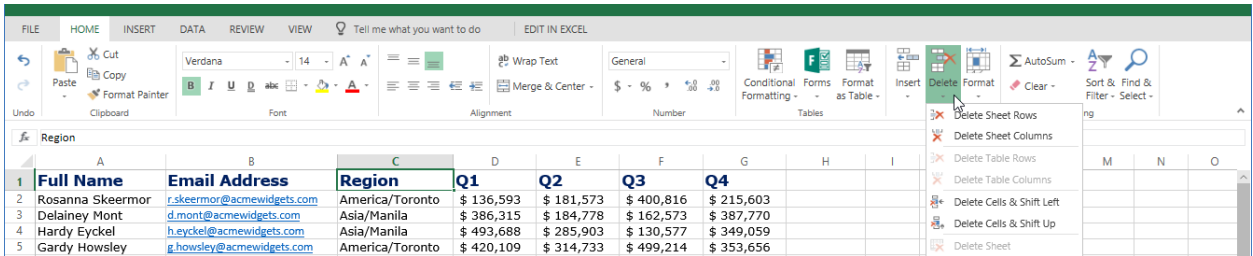 FILE HOME INSERT DATA REVIEW VIEW Tell me what you want to do EDIT IN EXCEL
Cut
Copy
Format Painter
Paste
Undo
Clipboard
Verdana 14 A A
B I U D abc A
Font
Wrap Text
Merge & Center
Alignment
General
$ % , .00 .00
Number
Conditional Formatting
Forms
Format as Table
Tables
Insert
Delete
Format
AutoSum
Clear
Sort & Filter
Find & Select
ng
Delete Sheet Rows
Delete Sheet Columns
Delete Table Rows
Delete Table Columns
Delete Cells & Shift Left
Delete Cells & Shift Up
Delete Sheet
fx Region
A B C D E F G H I M N O
1 Full Name Email Address Region Q1 Q2 Q3 Q4
2 Rosanna Skeermor r.skeermor@acmewidgets.com America/Toronto $ 136,593 $ 181,573 $ 400,816 $ 215,603
3 Delainey Mont d.mont@acmewidgets.com Asia/Manila $ 386,315 $ 184,778 $ 162,573 $ 387,770
4 Hardy Eyckel h.eyckel@acmewidgets.com Asia/Manila $ 493,688 $ 285,903 $ 130,577 $ 349,059
5 Gardy Howsley g.howsley@acmewidgets.com America/Toronto $ 420,109 $ 314,733 $ 499,214 $ 353,656